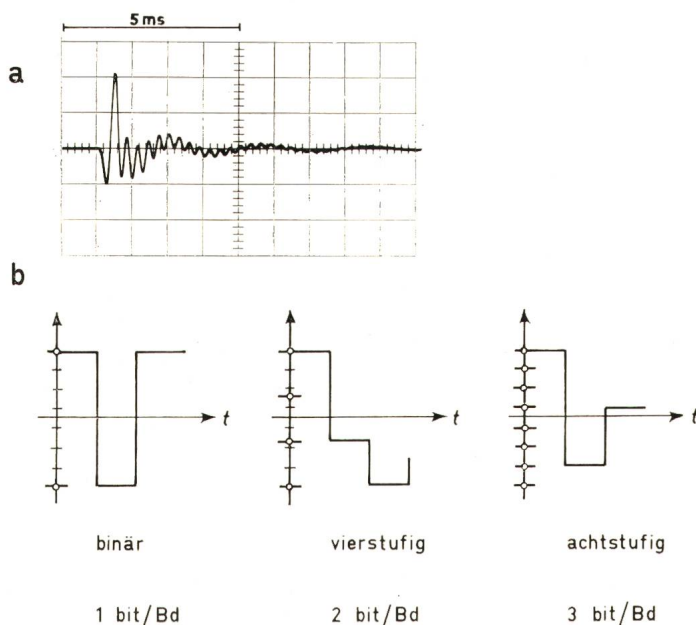 5 ms
a
b
t
t
t
binär
vierstufig
achtstufig
1 bit/Bd
2 bit/Bd
3 bit/Bd